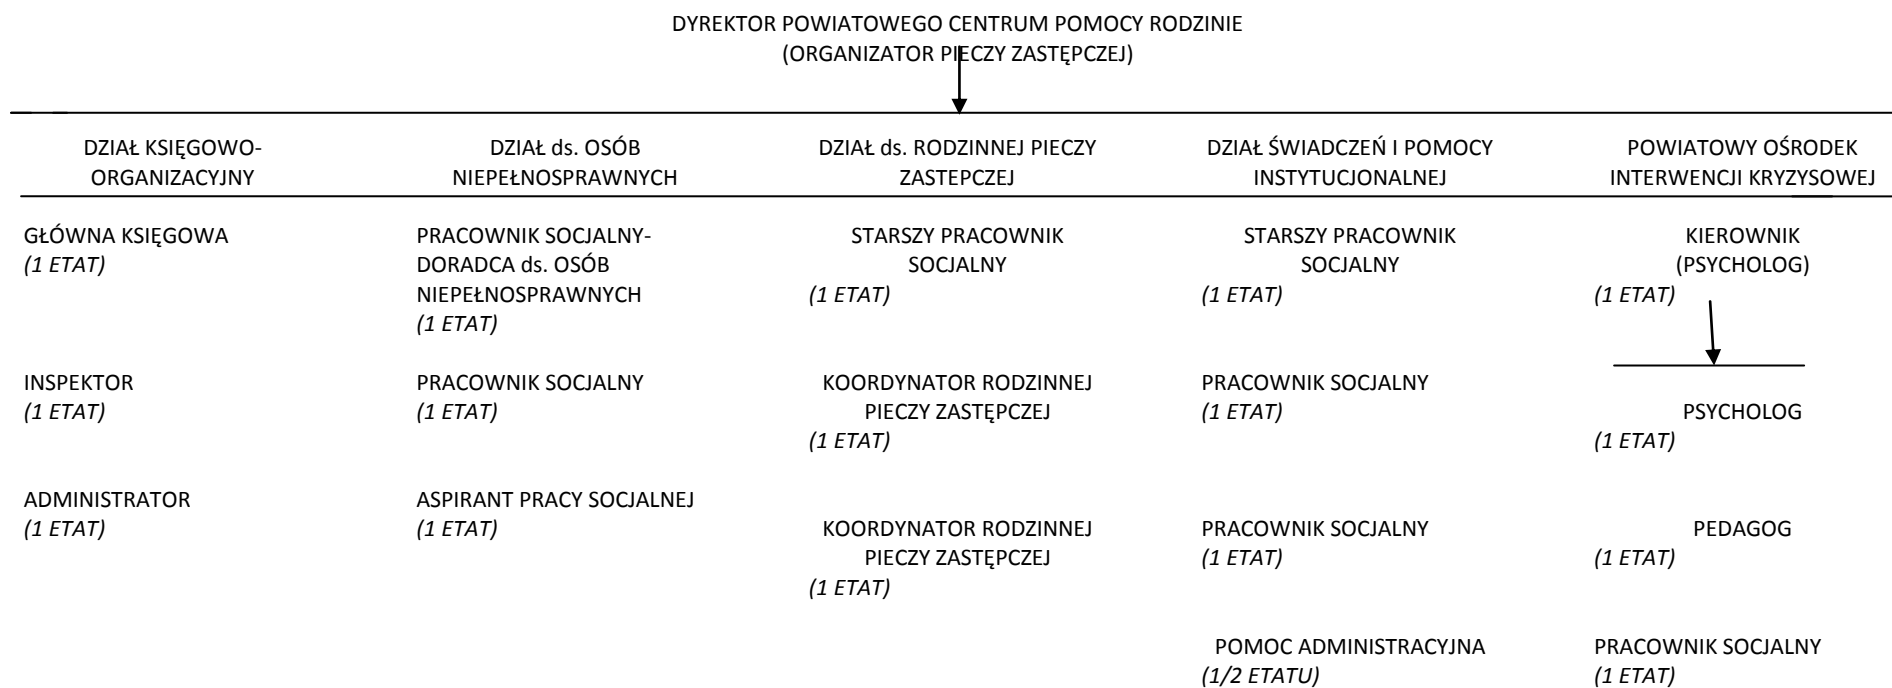 DYREKTOR POWIATOWEGO CENTRUM POMOCY RODZINIE
(ORGANIZATOR PIECZY ZASTĘPCZEJ)
DZIAŁ KSIĘGOWO-
ORGANIZACYJNY
DZIAŁ ds. OSÓB
NIEPEŁNOSPRAWNYCH
DZIAŁ ds. RODZINNEJ PIECZY
ZASTEPCZEJ
DZIAŁ ŚWIADCZEŃ I POMOCY
INSTYTUCJONALNEJ
POWIATOWY OŚRODEK
INTERWENCJI KRYZYSOWEJ
GŁÓWNA KSIĘGOWA
(1 ETAT)
PRACOWNIK SOCJALNY-
DORADCA ds. OSÓB
NIEPEŁNOSPRAWNYCH
(1 ETAT)
STARSZY PRACOWNIK
SOCJALNY
(1 ETAT)
STARSZY PRACOWNIK
SOCJALNY
(1 ETAT)
KIEROWNIK
(PSYCHOLOG)
(1 ETAT)
INSPEKTOR
(1 ETAT)
PRACOWNIK SOCJALNY
(1 ETAT)
KOORDYNATOR RODZINNEJ
PIECZY ZASTĘPCZEJ
(1 ETAT)
PRACOWNIK SOCJALNY
(1 ETAT)
PSYCHOLOG
(1 ETAT)
ADMINISTRATOR
(1 ETAT)
ASPIRANT PRACY SOCJALNEJ
(1 ETAT)
KOORDYNATOR RODZINNEJ
PIECZY ZASTĘPCZEJ
(1 ETAT)
PRACOWNIK SOCJALNY
(1 ETAT)
PEDAGOG
(1 ETAT)
POMOC ADMINISTRACYJNA
(1/2 ETATU)
PRACOWNIK SOCJALNY
(1 ETAT)